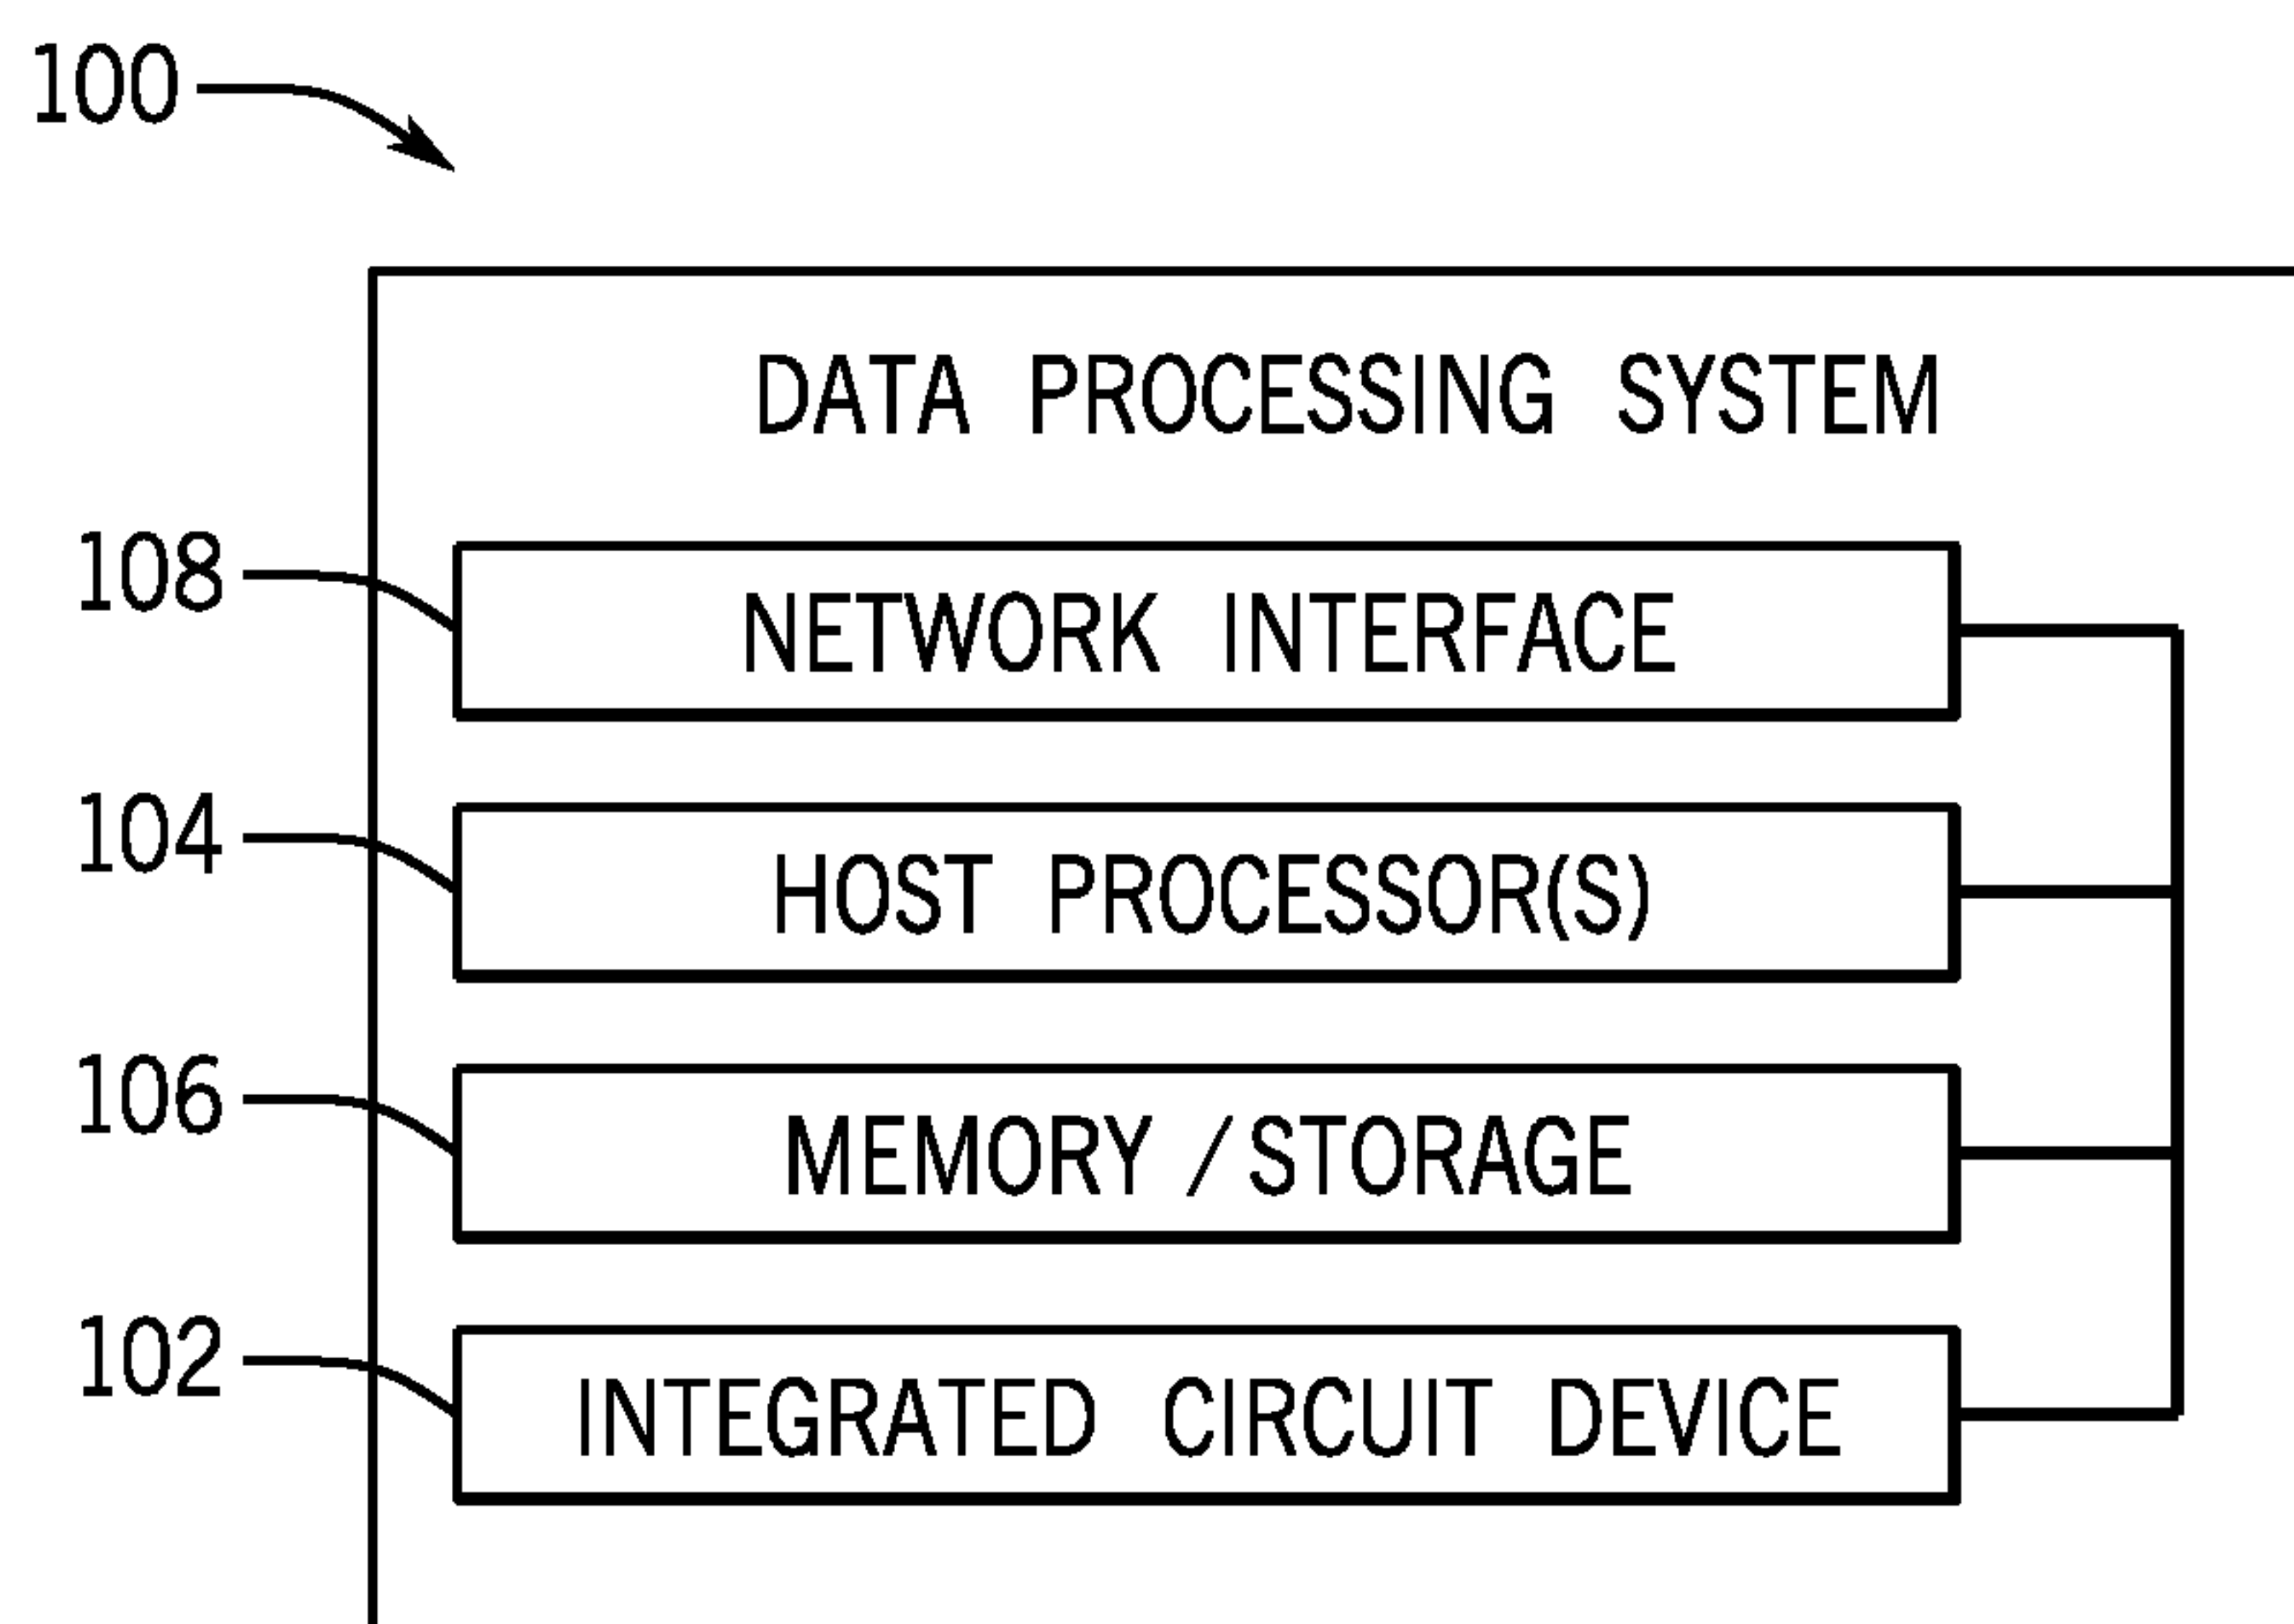 100
DATA PROCESSING SYSTEM
108 NETWORK INTERFACE
104 HOST PROCESSOR(S)
106 MEMORY/STORAGE
102 INTEGRATED CIRCUIT DEVICE